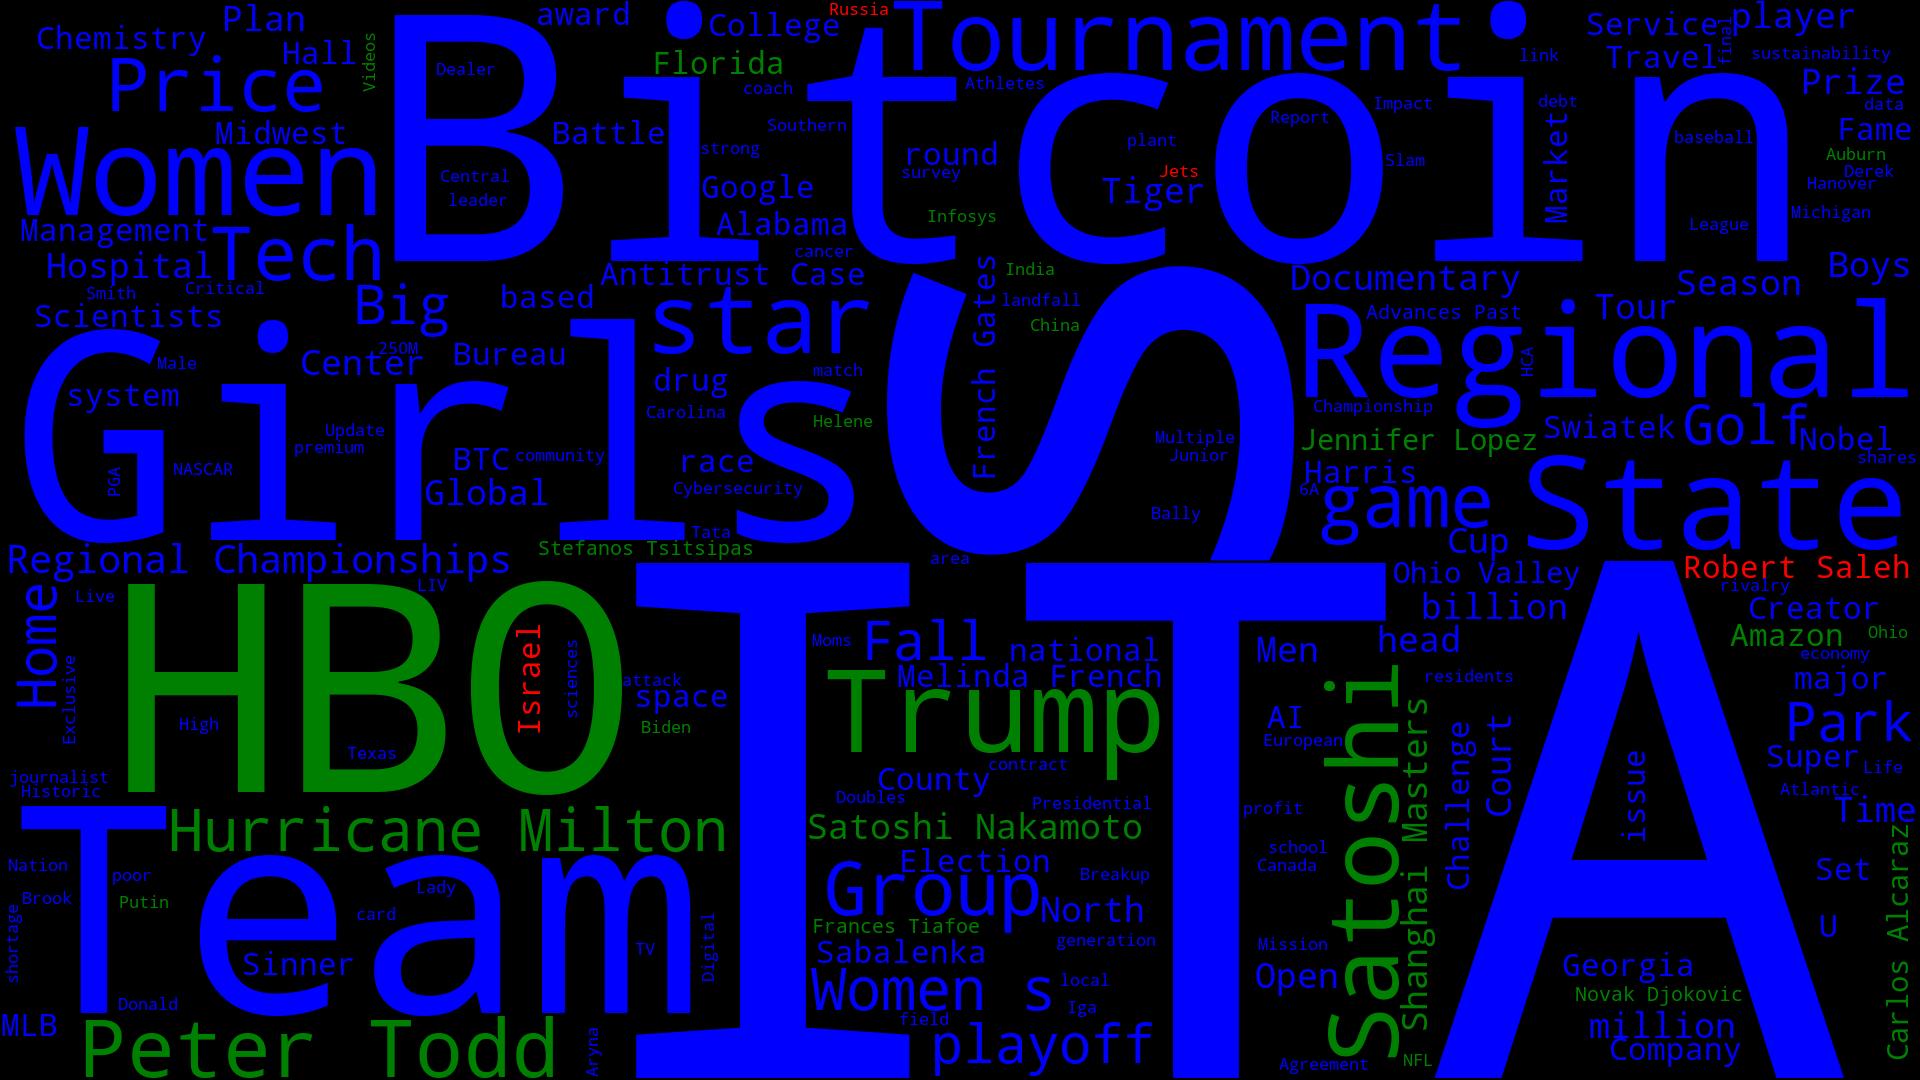 Chemistry
Plan
award
College
Russia
Tournament
Service
player
Price
Hall
Videos
Bitcoin
Dealer
Florida
coach
Athletes
link
Travel
final
sustainability
Prize
data
Women
Midwest
Battle
Southern
strong
round
survey
plant
Report
Impact
debt
Market
baseball
Fame
Auburn
Derek
Hanover
Central
leader
Google
Alabama
Infosys
Jets
Tiger
Slam
League
Michigan
Management
Tech
Hospital
Smith
Critical
Scientists
Big
based
Antitrust Case
cancer
star
French Gates
India
landfall
China
Documentary
Advances Past
Tour
Season
Boys
Regional
HCA
Girls
Male
250M
Center
Bureau
drug
match
Carolina
Helene
S
Championship
Jennifer Lopez
Swiatek
Golf
Nobel
shares
system
Update
premium
PGA
NASCAR
BTC
community
Global
race
Cybersecurity
Tata
Multiple
Junior
Bally
Harris
6A
game
State
Cup
Regional Championships
Stefanos Tsitsipas
area
Ohio Valley
Robert Saleh
rivalry
Home
Live
LIV
HBO
Israel
sciences
I
T
A
Moms
Fall
national
Men
head
billion
Creator
Amazon
Ohio
economy
Exclusive
High
Texas
attack
space
Biden
Melinda French
Trump
AI
European
Satoshi
Shanghai Masters
residents
Challenge
Court
issue
major
Park
Super
Life
journalist
Historic
County
contract
Doubles
Presidential
profit
Atlantic
Time
Team
Hurricane Milton
Satoshi Nakamoto
Election
Breakup
school
Canada
Nation
poor
Brook
Putin
Lady
card
Group
North
Set
Carlos Alcaraz
shortage
Sinner
TV
Digital
Frances Tiafoe
generation
Sabalenka
Mission
U
Donald
Women s
local
Iga
Open
Georgia
Novak Djokovic
MLB
Peter Todd
Aryna
field
playoff
Agreement
NFL
million
Company